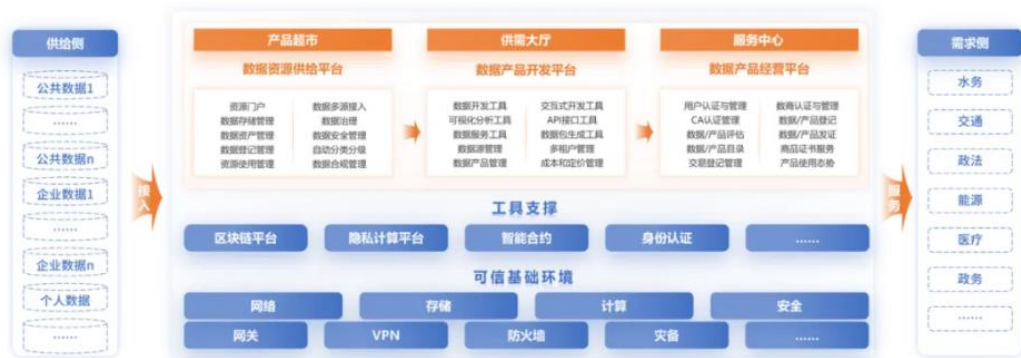 供给侧
公共数据1
……
公共数据n
企业数据1
……
企业数据n
个人数据
……
接入
产品超市
数据资源供给平台
资源门户 数据多源接入
数据存储管理 数据治理
数据资产管理 数据安全管理
数据登记管理 自动分类分级
资源使用管理 数据合规管理
供需大厅
数据产品开发平台
数据开发工具 交互式开发工具
可视化分析工具 API接口工具
数据服务工具 数据包生成工具
数据源管理 多租户管理
数据产品管理 成本和定价管理
服务中心
数据产品经营平台
用户认证与管理 数商认证与管理
CA认证管理 数据/产品登记
数据/产品评估 数据/产品发证
数据/产品目录 商品证书服务
交易登记管理 产品使用态势
工具支撑
区块链平台 隐私计算平台 智能合约 身份认证 ……
可信基础环境
网络 存储 计算 安全
网关 VPN 防火墙 灾备 ……
服务
需求侧
水务
交通
政法
能源
医疗
政务
……